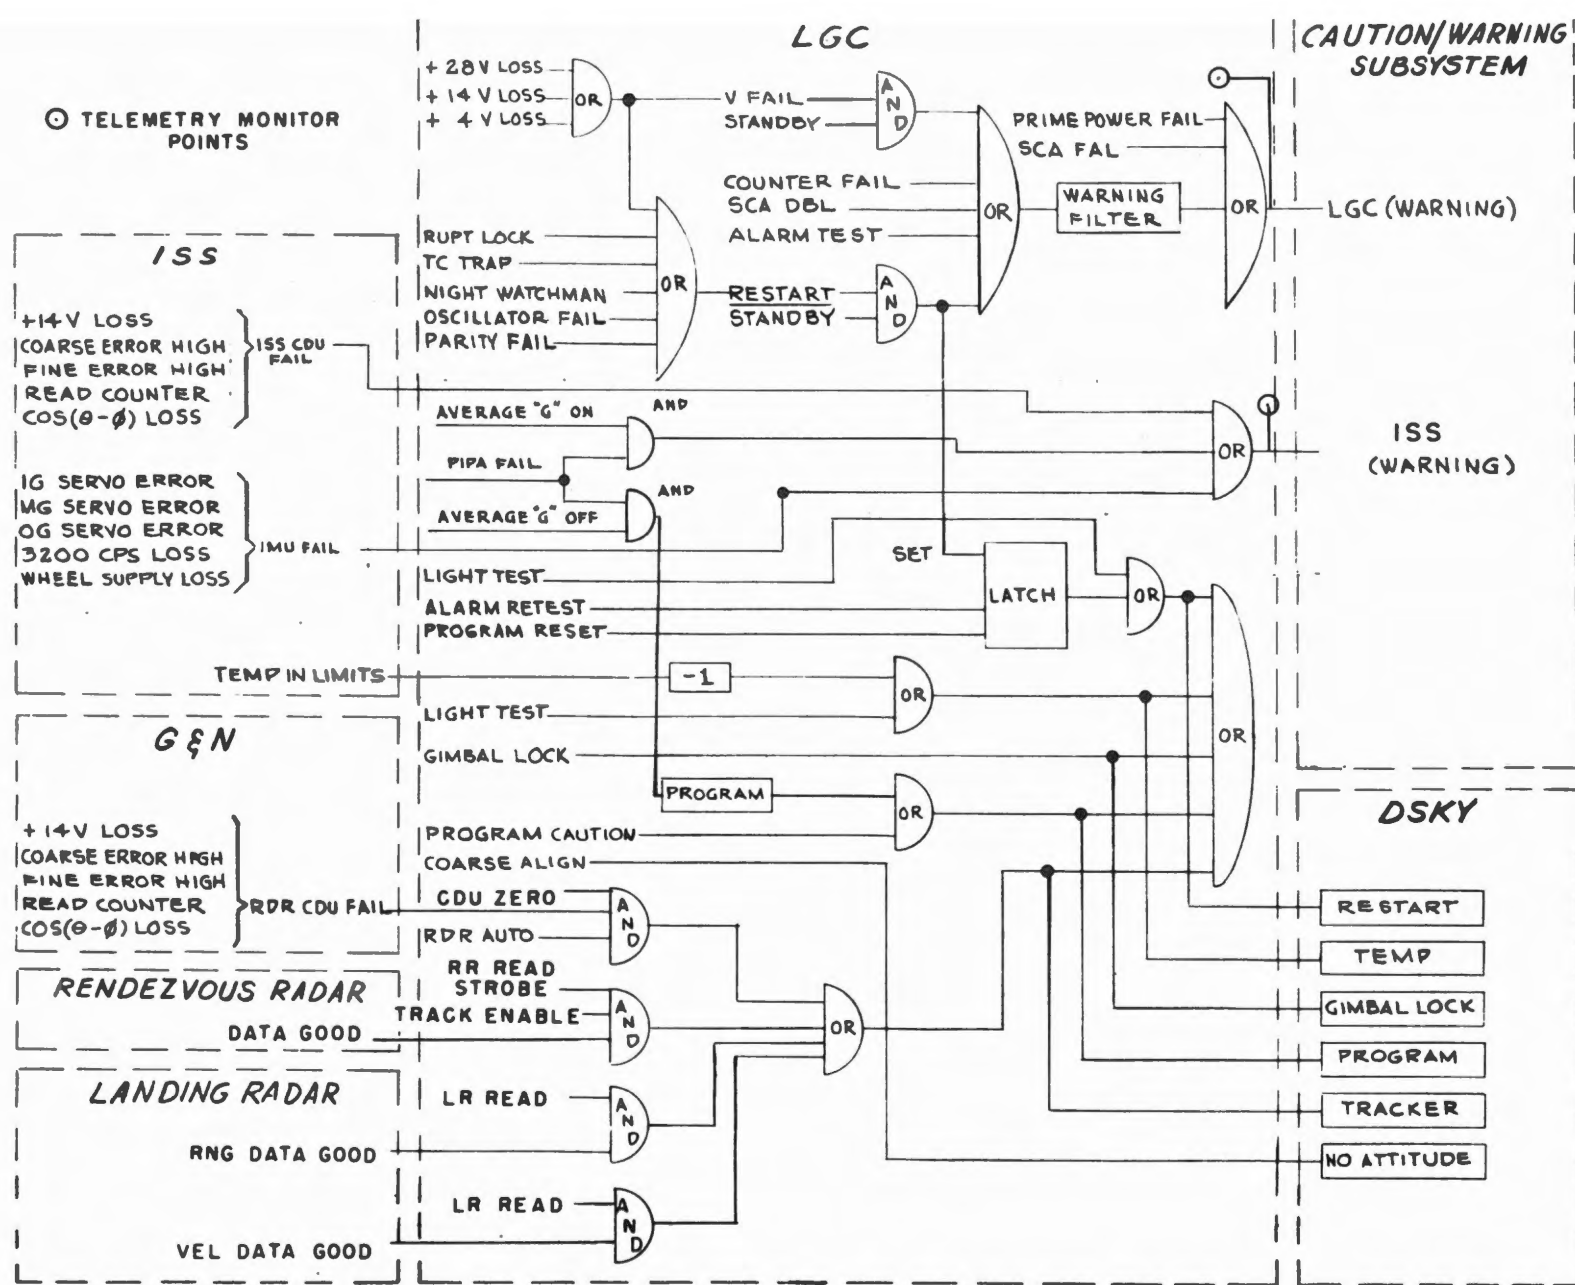 LGC
CAUTION/WARNING
SUBSYSTEM
⊙ TELEMETRY MONITOR
POINTS
+ 28 V LOSS
+ 14 V LOSS
+ 4 V LOSS
OR
V FAIL
STANDBY
AND
COUNTER FAIL
SCA DBL
ALARM TEST
OR
WARNING
FILTER
PRIME POWER FAIL
SCA FAL
OR
LGC (WARNING)
RUPT LOCK
TC TRAP
NIGHT WATCHMAN
OSCILLATOR FAIL
PARITY FAIL
OR
RESTART
STANDBY
AND
ISS
+14V LOSS
COARSE ERROR HIGH
FINE ERROR HIGH
READ COUNTER
COS(θ-ϕ) LOSS
ISS CDU
FAIL
IG SERVO ERROR
MG SERVO ERROR
OG SERVO ERROR
3200 CPS LOSS
WHEEL SUPPLY LOSS
IMU FAIL
TEMP IN LIMITS
AVERAGE "G" ON
AND
PIPA FAIL
AND
AVERAGE "G" OFF
OR
ISS
(WARNING)
LIGHT TEST
ALARM RETEST
PROGRAM RESET
SET
LATCH
OR
-1
OR
LIGHT TEST
GIMBAL LOCK
OR
PROGRAM
OR
PROGRAM CAUTION
COARSE ALIGN
G & N
+ 14V LOSS
COARSE ERROR HPGH
FINE ERROR HIGH
READ COUNTER
COS(θ-ϕ) LOSS
RDR CDU FAIL
CDU ZERO
RDR AUTO
AND
RENDEZVOUS RADAR
DATA GOOD
RR READ
STROBE
TRACK ENABLE
AND
OR
LANDING RADAR
RNG DATA GOOD
VEL DATA GOOD
LR READ
AND
LR READ
AND
DSKY
RESTART
TEMP
GIMBAL LOCK
PROGRAM
TRACKER
NO ATTITUDE